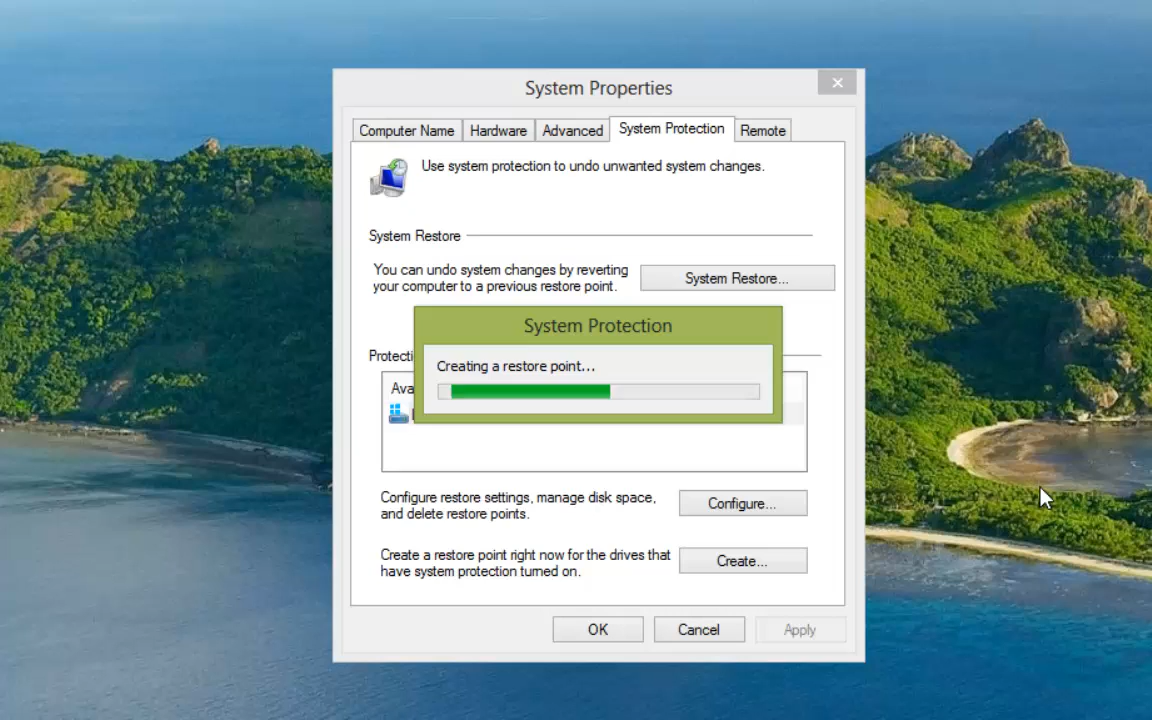 System Properties
Computer Name Hardware Advanced System Protection Remote
Use system protection to undo unwanted system changes.
System Restore
You can undo system changes by reverting
your computer to a previous restore point.
System Restore...
System Protection
Creating a restore point...
Protecti
Ava
Configure restore settings, manage disk space,
and delete restore points.
Configure...
Create a restore point right now for the drives that
have system protection turned on.
Create...
OK Cancel Apply